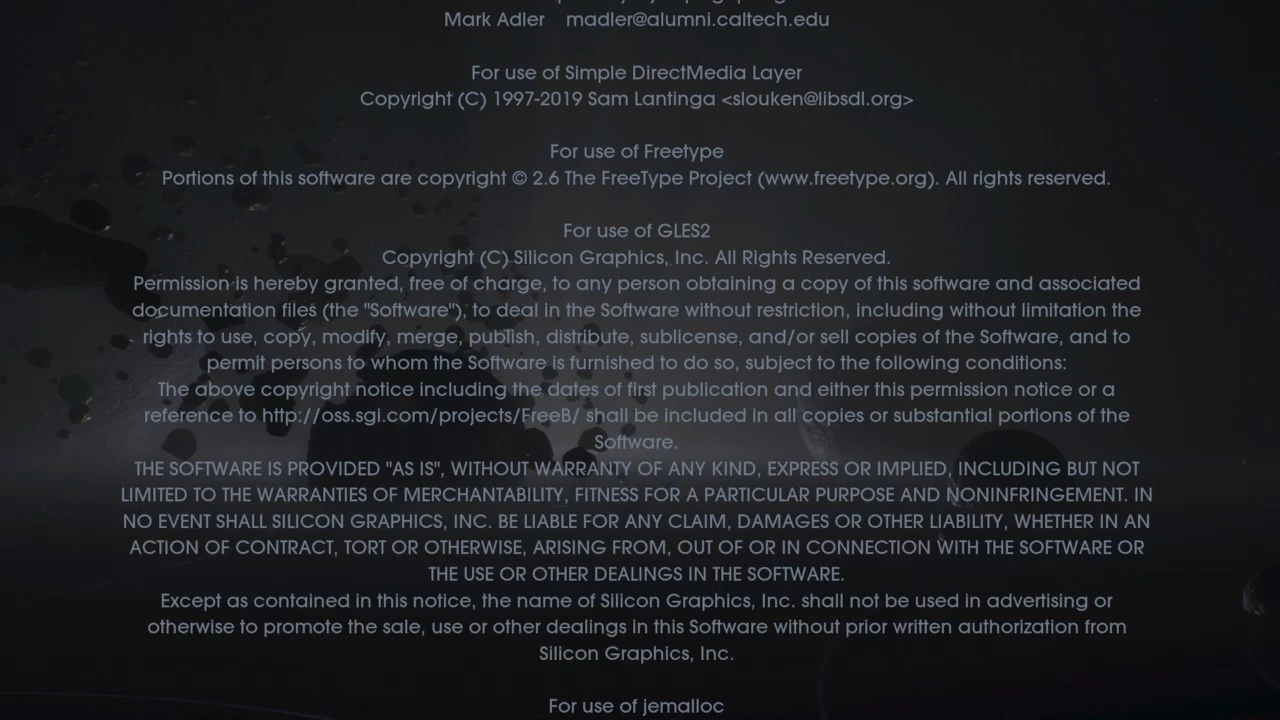 Mark Adler madler@alumni.caltech.edu
For use of Simple DirectMedia Layer
Copyright (C) 1997-2019 Sam Lantinga <slouken@libsdl.org>
For use of Freetype
Portions of this software are copyright © 2.6 The FreeType Project (www.freetype.org). All rights reserved.
For use of GLES2
Copyright (C) Silicon Graphics, Inc. All Rights Reserved.
Permission is hereby granted, free of charge, to any person obtaining a copy of this software and associated
documentation files (the "Software"), to deal in the Software without restriction, including without limitation the
rights to use, copy, modify, merge, publish, distribute, sublicense, and/or sell copies of the Software, and to
permit persons to whom the Software is furnished to do so, subject to the following conditions:
The above copyright notice including the dates of first publication and either this permission notice or a
reference to http://oss.sgi.com/projects/FreeB/ shall be included in all copies or substantial portions of the
Software.
THE SOFTWARE IS PROVIDED "AS IS", WITHOUT WARRANTY OF ANY KIND, EXPRESS OR IMPLIED, INCLUDING BUT NOT
LIMITED TO THE WARRANTIES OF MERCHANTABILITY, FITNESS FOR A PARTICULAR PURPOSE AND NONINFRINGEMENT. IN
NO EVENT SHALL SILICON GRAPHICS, INC. BE LIABLE FOR ANY CLAIM, DAMAGES OR OTHER LIABILITY, WHETHER IN AN
ACTION OF CONTRACT, TORT OR OTHERWISE, ARISING FROM, OUT OF OR IN CONNECTION WITH THE SOFTWARE OR
THE USE OR OTHER DEALINGS IN THE SOFTWARE.
Except as contained in this notice, the name of Silicon Graphics, Inc. shall not be used in advertising or
otherwise to promote the sale, use or other dealings in this Software without prior written authorization from
Silicon Graphics, Inc.
For use of jemalloc